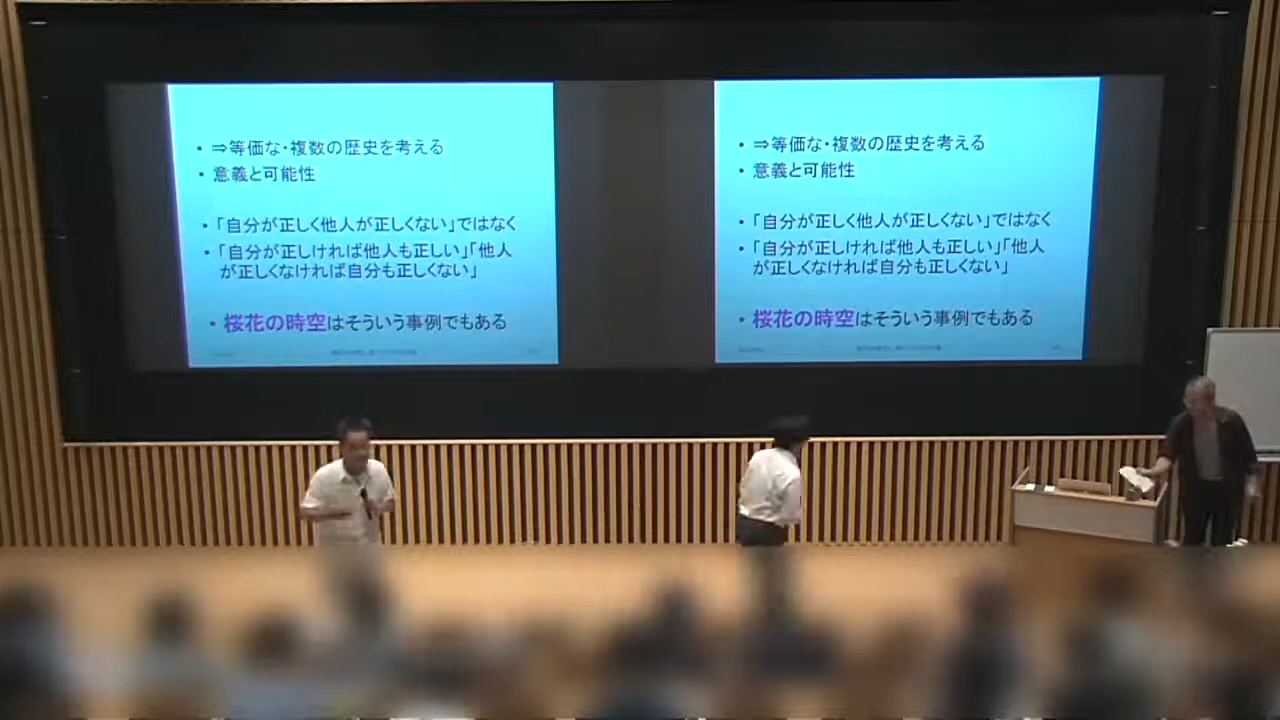 • ⇒等価な・複数の歴史を考える
• 意義と可能性
• 「自分が正しく他人が正しくない」ではなく
• 「自分が正しければ他人も正しい」「他人
が正しくなければ自分も正しくない」
• 桜花の時空はそういう事例でもある
• ⇒等価な・複数の歴史を考える
• 意義と可能性
• 「自分が正しく他人が正しくない」ではなく
• 「自分が正しければ他人も正しい」「他人
が正しくなければ自分も正しくない」
• 桜花の時空はそういう事例でもある